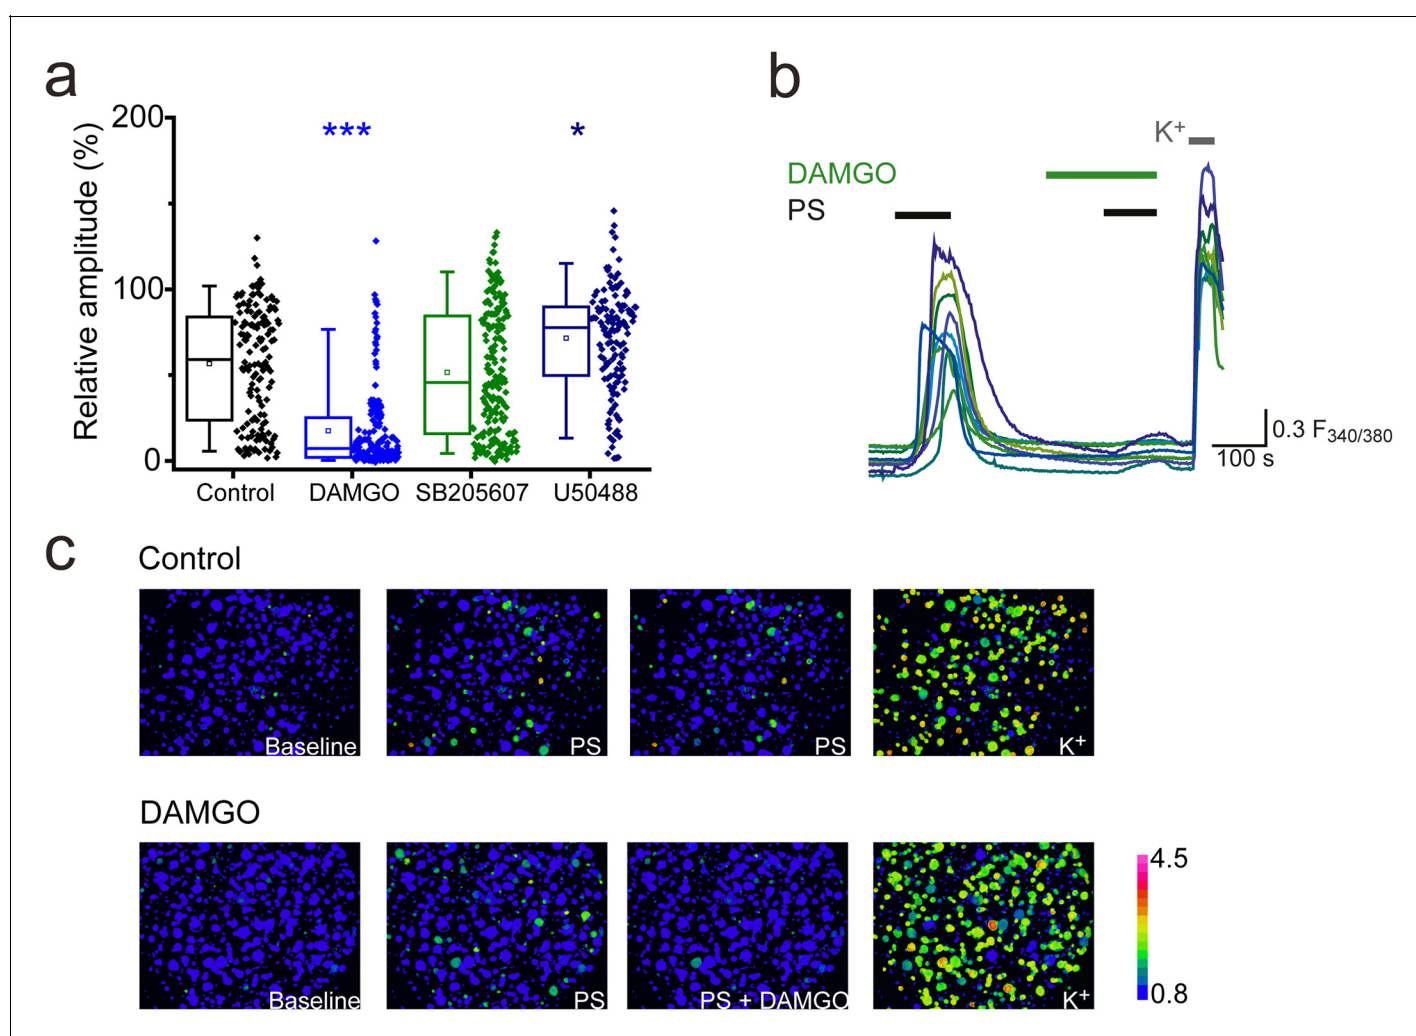 a
200
100
0
Relative amplitude (%)
***
*
Control
DAMGO
SB205607
U50488
b
K+
DAMGO
PS
0.3 F340/380
100 s
c
Control
Baseline
PS
PS
K+
DAMGO
Baseline
PS
PS + DAMGO
K+
4.5
0.8